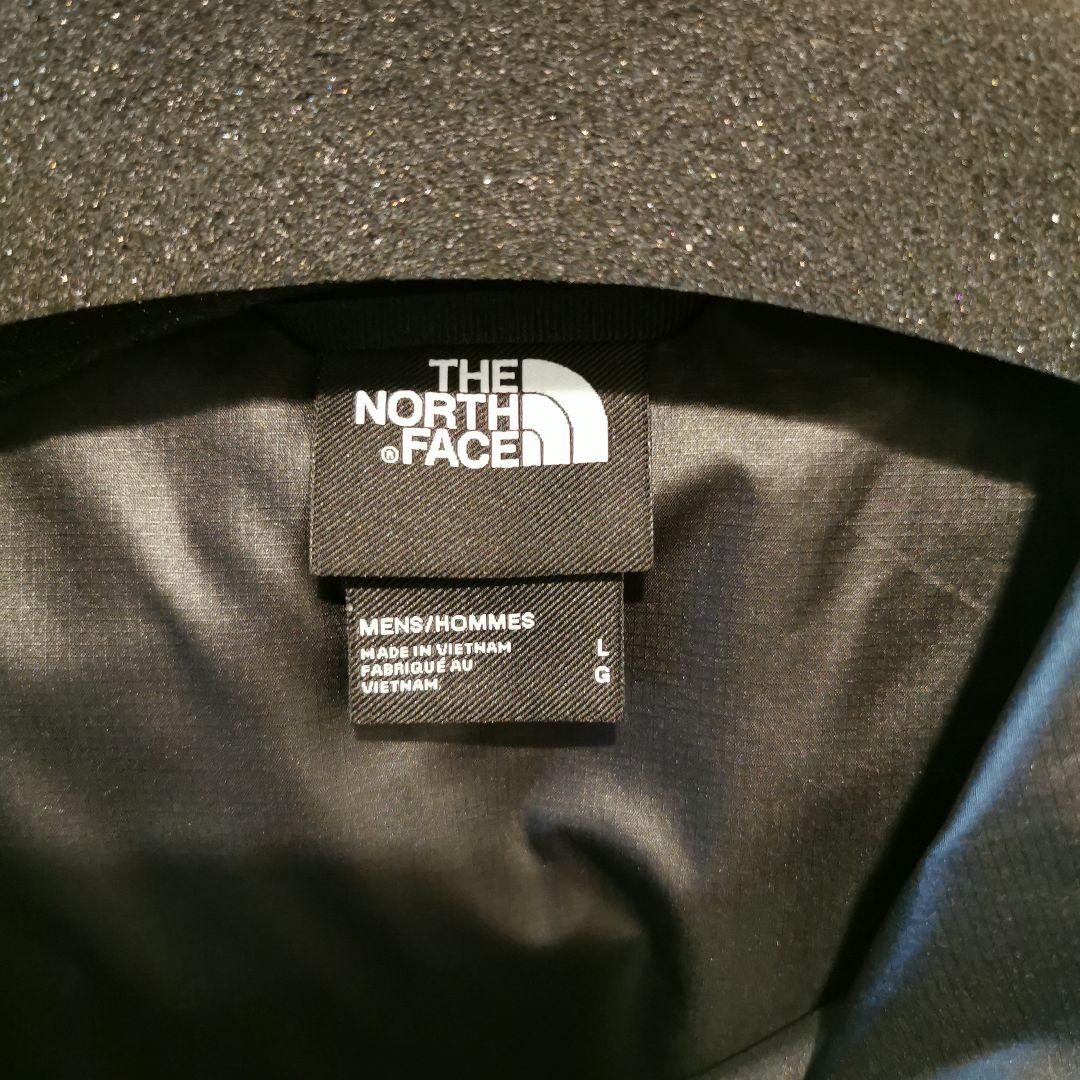 THE
NORTH
®FACE
MENS/HOMMES
MADE IN VIETNAM
FABRIQUÉ AU
VIETNAM
L
G